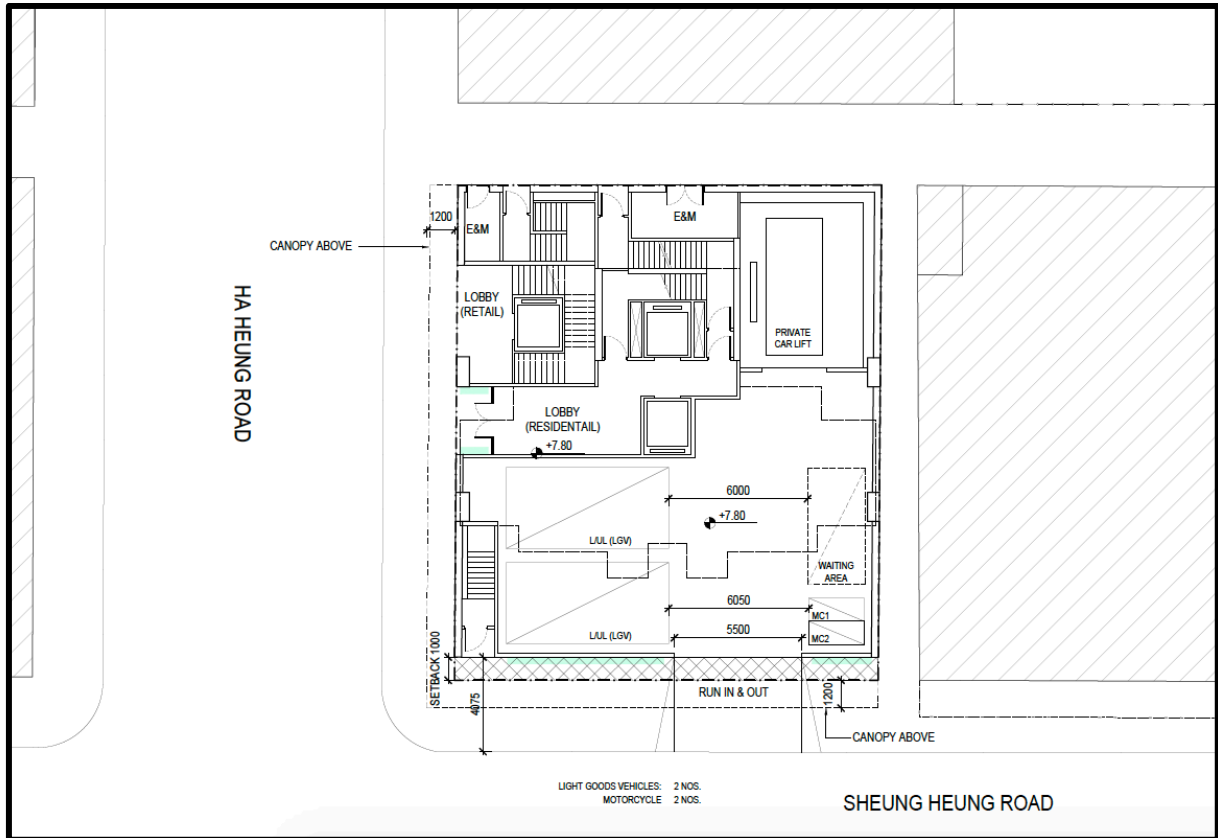 1200
E&M
E&M
CANOPY ABOVE
HA HEUNG ROAD
LOBBY
(RETAIL)
PRIVATE
CAR LIFT
LOBBY
(RESIDENTAIL)
+7.80
6000
+7.80
L/UL (LGV)
WAITING
AREA
6050
MC1
5500
L/UL (LGV)
MC2
SETBACK 1000
4075
RUN IN & OUT
1200
CANOPY ABOVE
LIGHT GOODS VEHICLES: 2 NOS.
MOTORCYCLE 2 NOS.
SHEUNG HEUNG ROAD